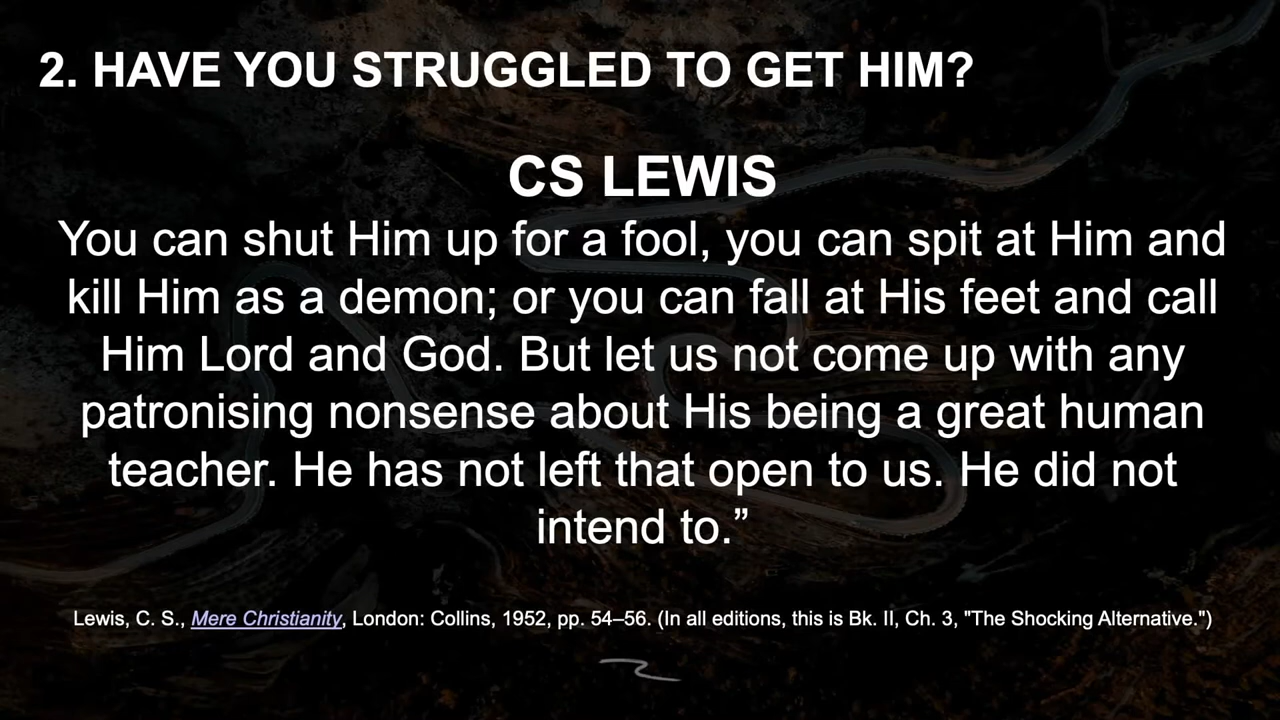 2. HAVE YOU STRUGGLED TO GET HIM?
CS LEWIS
You can shut Him up for a fool, you can spit at Him and
kill Him as a demon; or you can fall at His feet and call
Him Lord and God. But let us not come up with any
patronising nonsense about His being a great human
teacher. He has not left that open to us. He did not
intend to.”
Lewis, C. S., Mere Christianity, London: Collins, 1952, pp. 54–56. (In all editions, this is Bk. II, Ch. 3, "The Shocking Alternative.")